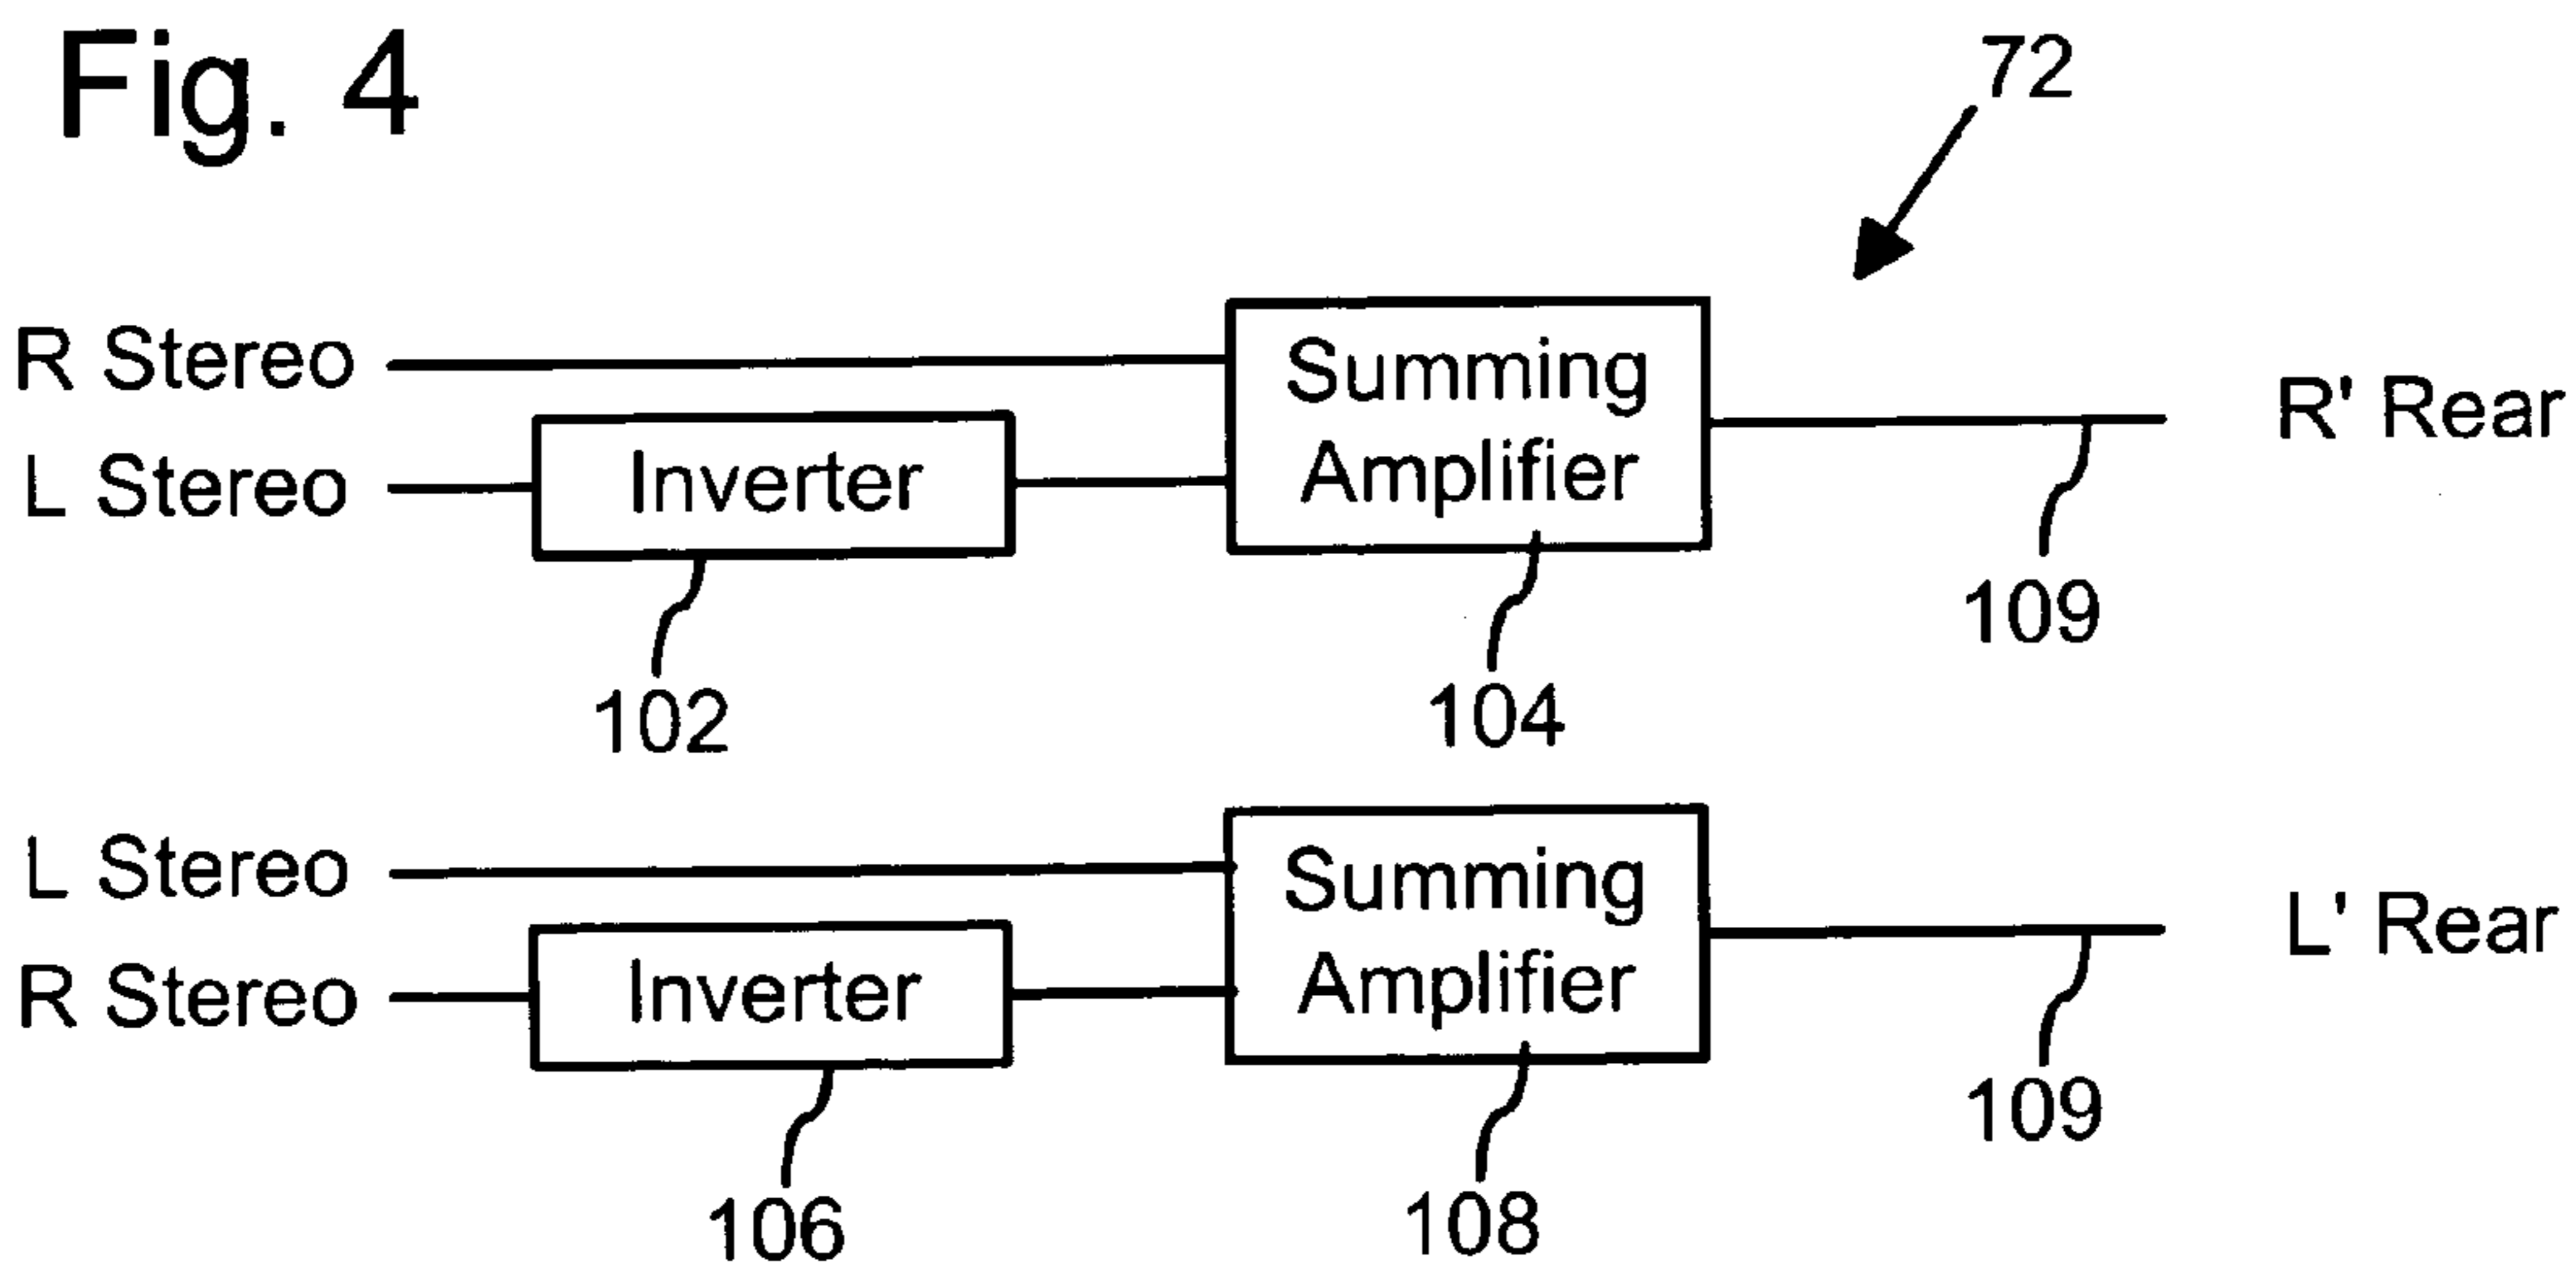 Fig. 4
72
R Stereo
L Stereo
Inverter
Summing
Amplifier
R' Rear
102
104
109
L Stereo
R Stereo
Inverter
Summing
Amplifier
L' Rear
106
108
109